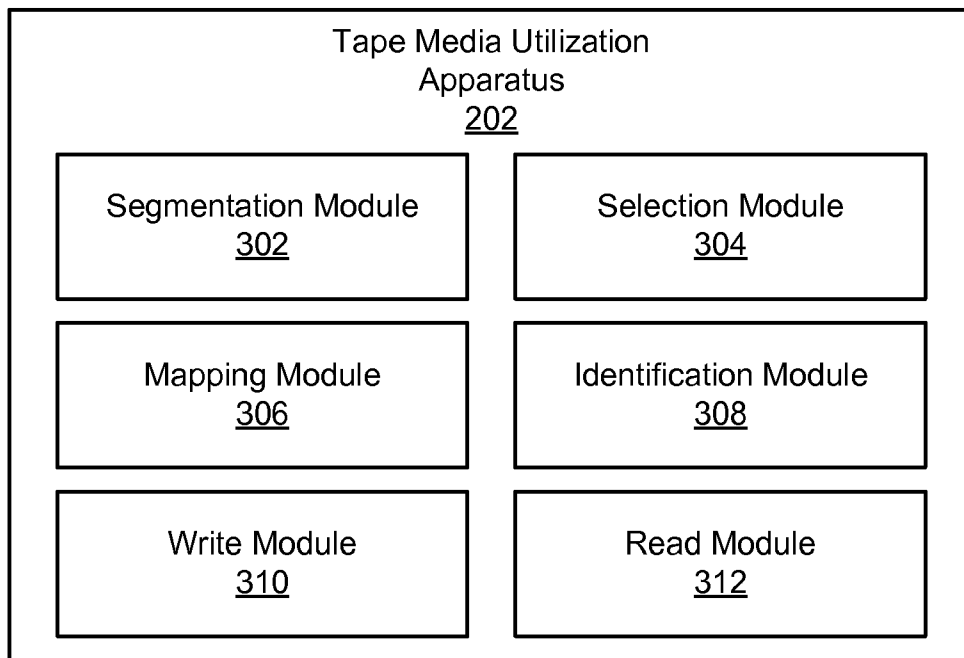 Tape Media Utilization
Apparatus
202
Segmentation Module
302
Selection Module
304
Mapping Module
306
Identification Module
308
Write Module
310
Read Module
312